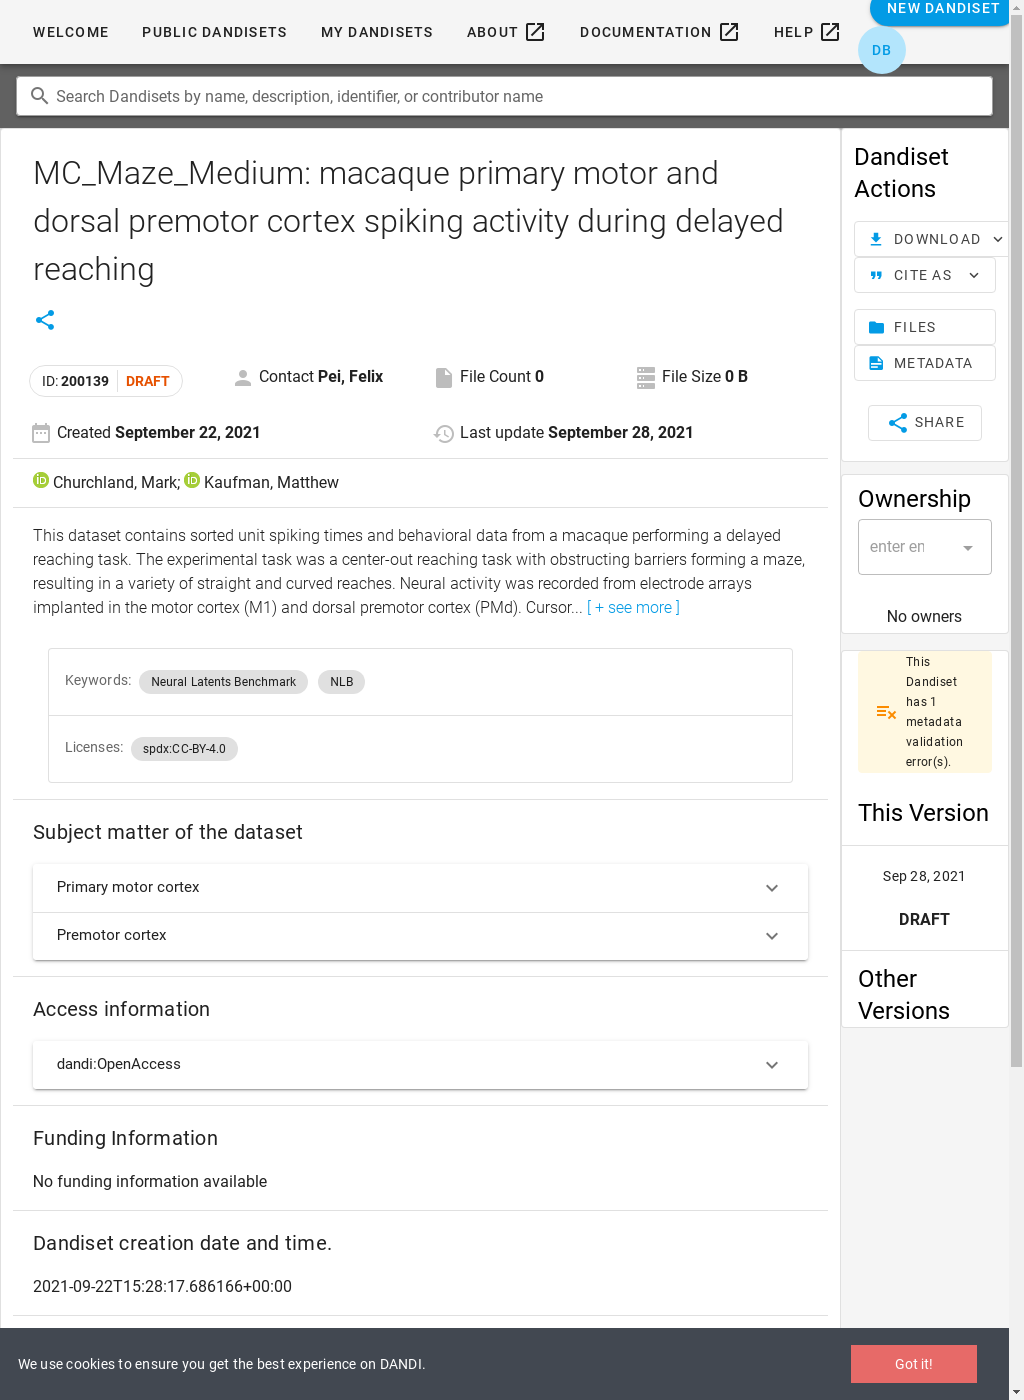 WELCOME PUBLIC DANDISETS MY DANDISETS ABOUT DOCUMENTATION HELP NEW DANDISET
DB
Search Dandisets by name, description, identifier, or contributor name
MC_Maze_Medium: macaque primary motor and
dorsal premotor cortex spiking activity during delayed
reaching
ID: 200139 DRAFT
Contact Pei, Felix
File Count 0
File Size 0 B
Created September 22, 2021
Last update September 28, 2021
Churchland, Mark; Kaufman, Matthew
This dataset contains sorted unit spiking times and behavioral data from a macaque performing a delayed
reaching task. The experimental task was a center-out reaching task with obstructing barriers forming a maze,
resulting in a variety of straight and curved reaches. Neural activity was recorded from electrode arrays
implanted in the motor cortex (M1) and dorsal premotor cortex (PMd). Cursor... [ + see more ]
Keywords: Neural Latents Benchmark NLB
Licenses: spdx:CC-BY-4.0
Subject matter of the dataset
Primary motor cortex
Premotor cortex
Access information
dandi:OpenAccess
Funding Information
No funding information available
Dandiset creation date and time.
2021-09-22T15:28:17.686166+00:00
Dandiset
Actions
DOWNLOAD
CITE AS
FILES
METADATA
SHARE
Ownership
enter en
No owners
This
Dandiset
has 1
metadata
validation
error(s).
This Version
Sep 28, 2021
DRAFT
Other
Versions
We use cookies to ensure you get the best experience on DANDI.
Got it!